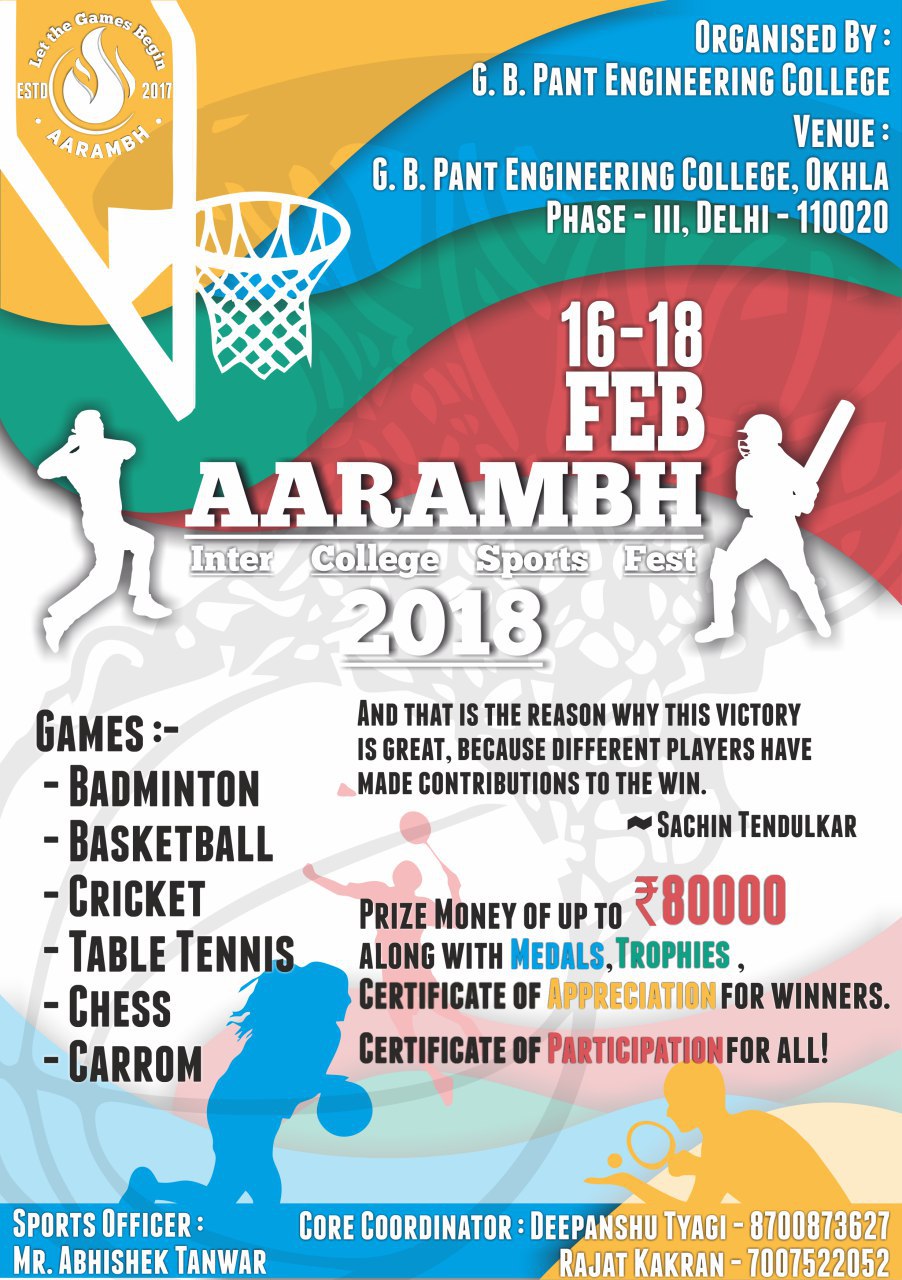 Let the Games Begin
ESTD 2017
AARAMBH
ORGANISED BY :
G. B. PANT ENGINEERING COLLEGE
VENUE :
G. B. PANT ENGINEERING COLLEGE, OKHLA
PHASE - III, DELHI - 110020
16-18
FEB
AARAMBH
Inter College Sports Fest
2018
GAMES :-
- BADMINTON
- BASKETBALL
- CRICKET
- TABLE TENNIS
- CHESS
- CARROM
AND THAT IS THE REASON WHY THIS VICTORY
IS GREAT, BECAUSE DIFFERENT PLAYERS HAVE
MADE CONTRIBUTIONS TO THE WIN.
~ SACHIN TENDULKAR
PRIZE MONEY OF UP TO ₹80000
ALONG WITH MEDALS, TROPHIES ,
CERTIFICATE OF APPRECIATION FOR WINNERS.
CERTIFICATE OF PARTICIPATION FOR ALL!
SPORTS OFFICER :
MR. ABHISHEK TANWAR
CORE COORDINATOR : DEEPANSHU TYAGI - 8700873627
RAJAT KAKRAN - 7007522052